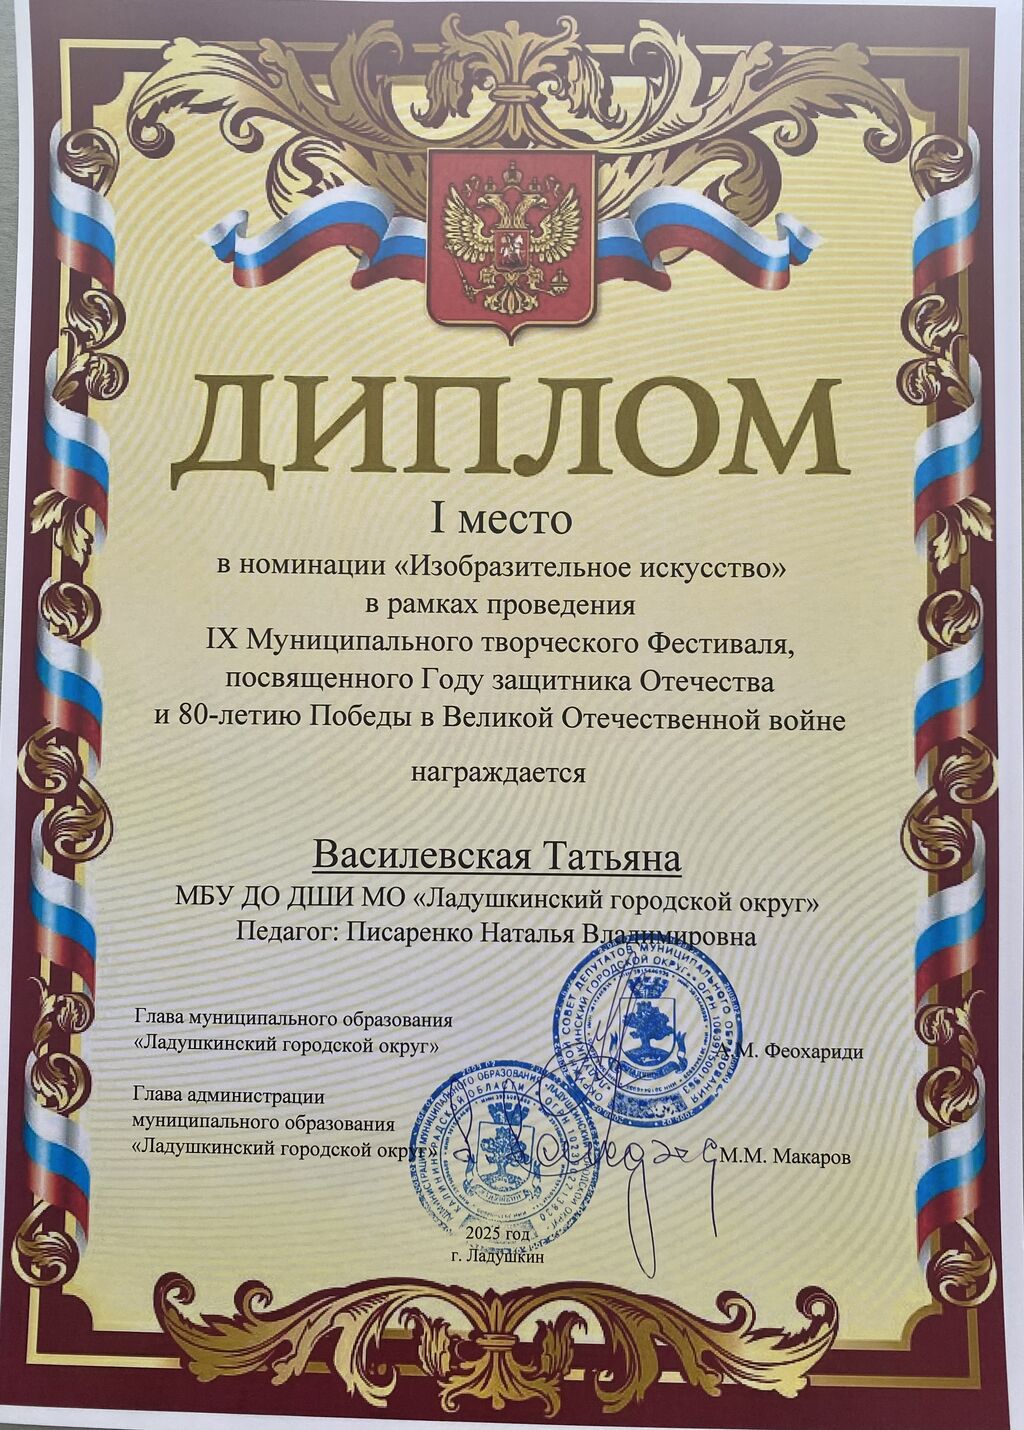 ДИПЛОМ
I место
в номинации «Изобразительное искусство»
в рамках проведения
IX Муниципального творческого Фестиваля,
посвященного Году защитника Отечества
и 80-летию Победы в Великой Отечественной войне
награждается
Василевская Татьяна
МБУ ДО ДШИ МО «Ладушкинский городской округ»
Педагог: Писаренко Наталья Владимировна
Глава муниципального образования
«Ладушкинский городской округ»
М. Феохариди
Глава администрации
муниципального образования
«Ладушкинский городской округ»
М.М. Макаров
2025 год
г. Ладушкин